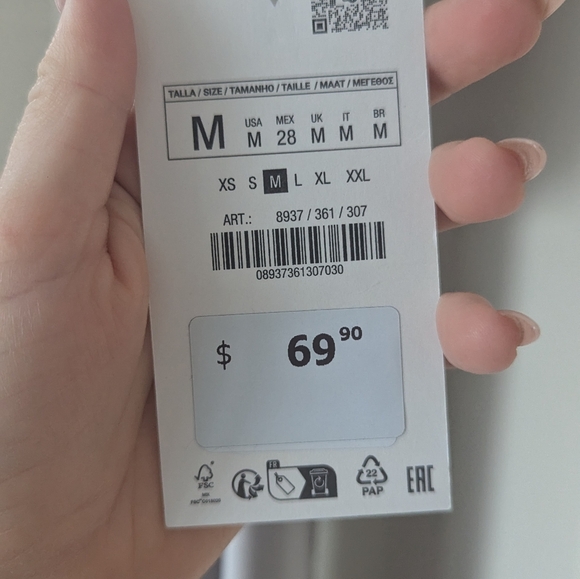 TALLA / SIZE / TAMANHO / TAILLE / MAAT / ΜΕΓΕΘΟΣ
M USA M MEX 28 UK M IT M BR M
XS S M L XL XXL
ART.: 8937 / 361 / 307
08937361307030
$ 69 90
FSC
FR
22
PAP
EAC